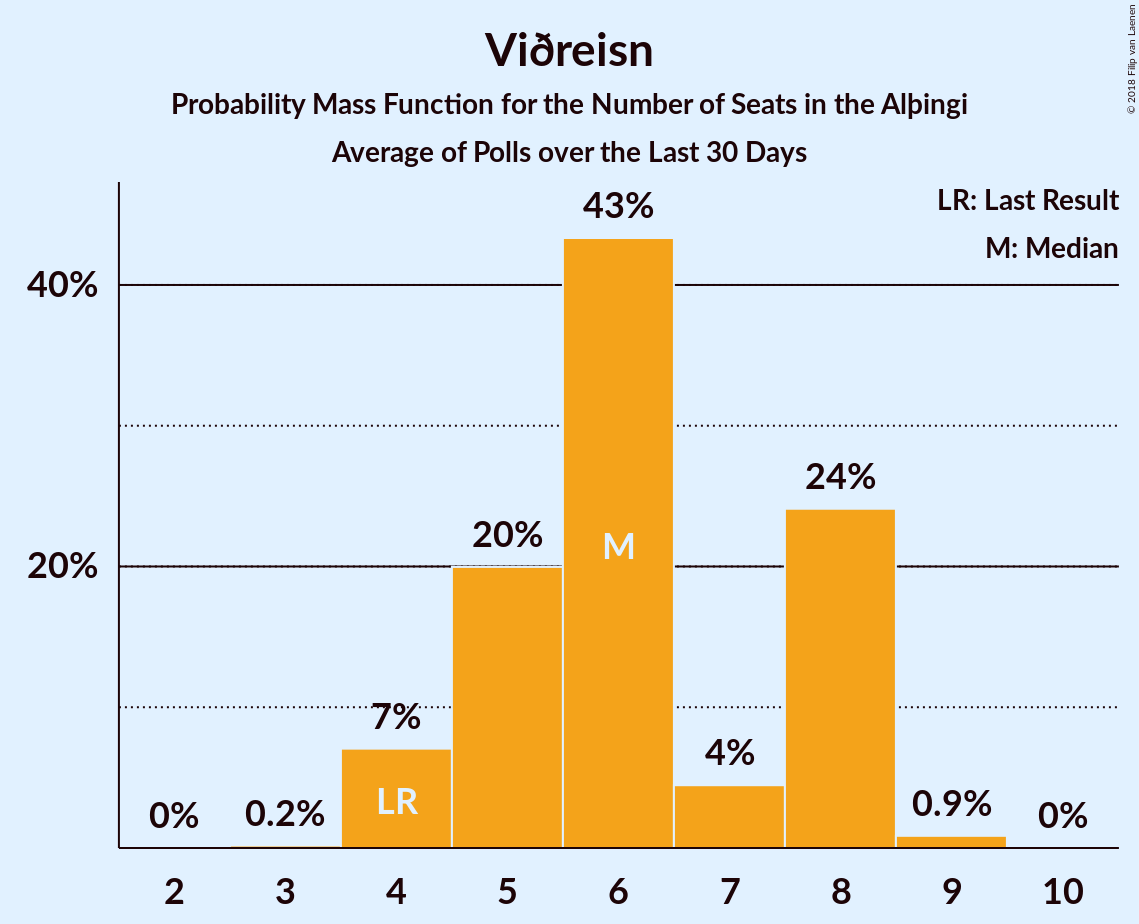 Viðreisn
Probability Mass Function for the Number of Seats in the Alþingi
Average of Polls over the Last 30 Days
© 2018 Filip van Laenen
LR: Last Result
M: Median
43%
40%
24%
20%
M
20%
7%
4%
LR
0%
0.2%
0.9%
0%
2 3 4 5 6 7 8 9 10